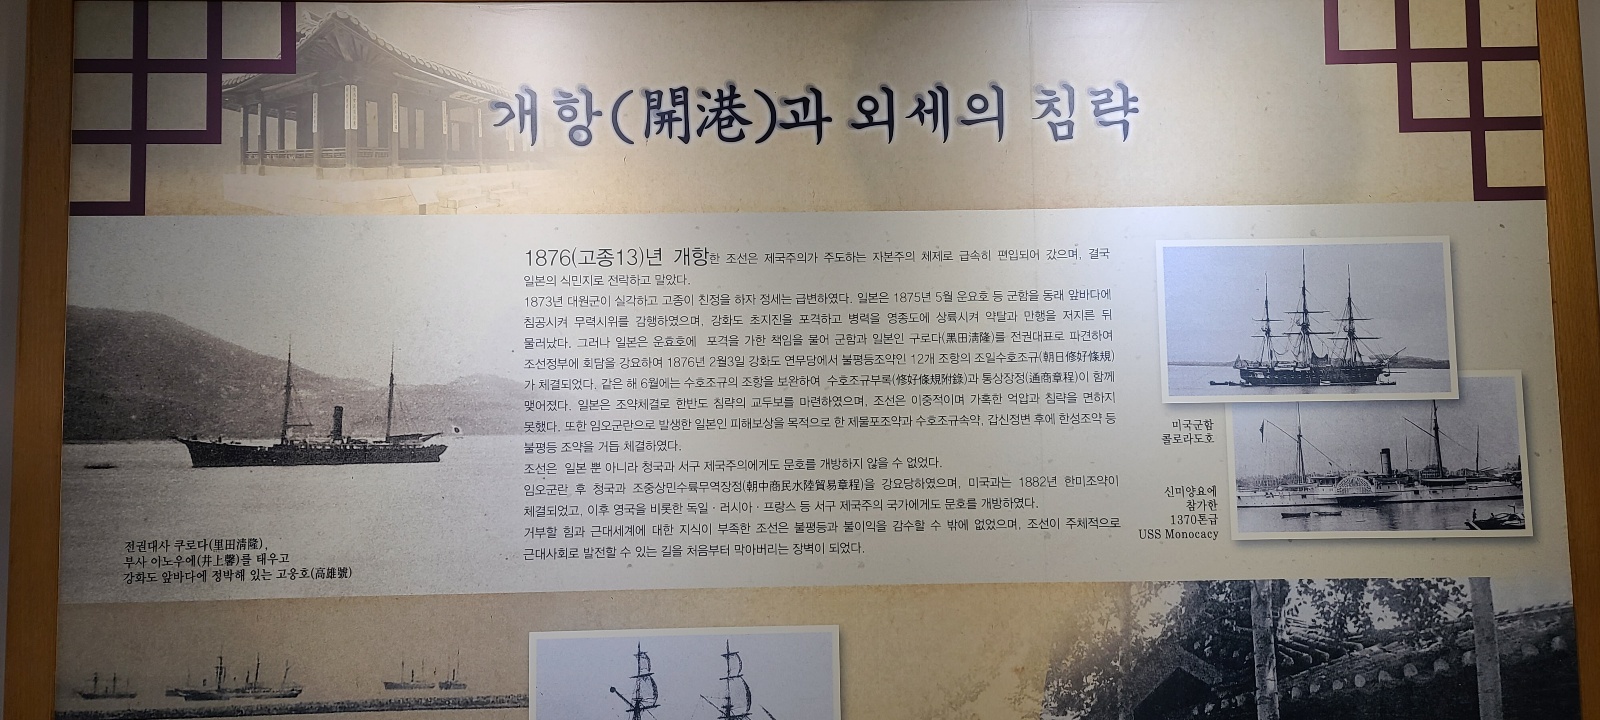 개항(開港)과 외세의 침략
1876(고종13)년 개항한 조선은 제국주의가 주도하는 자본주의 체제로 급속히 편입되어 갔으며, 결국
일본의 식민지로 전락하고 말았다.
1873년 대원군이 실각하고 고종이 친정을 하자 정세는 급변하였다. 일본은 1875년 5월 운요호 등 군함을 동래 앞바다에
침공시켜 무력시위를 감행하였으며, 강화도 초지진을 포격하고 병력을 영종도에 상륙시켜 약탈과 만행을 저지른 뒤
물러났다. 그러나 일본은 운요호에 포격을 가한 책임을 물어 군함과 일본인 구로다(黑田淸隆)를 전권대표로 파견하여
조선정부에 회담을 강요하여 1876년 2월3일 강화도 연무당에서 불평등조약인 12개 조항의 조일수호조규(朝日修好條規)
가 체결되었다. 같은 해 6월에는 수호조규의 조항을 보완하여 수호조규부록(修好條規附錄)과 통상장정(通商章程)이 함께
맺어졌다. 일본은 조약체결로 한반도 침략의 교두보를 마련하였으며, 조선은 이중적이며 가혹한 억압과 침략을 면하지
못했다. 또한 임오군란으로 발생한 일본인 피해보상을 목적으로 한 제물포조약과 수호조규속약, 갑신정변 후에 한성조약 등
불평등 조약을 거듭 체결하였다.
조선은 일본 뿐 아니라 청국과 서구 제국주의에게도 문호를 개방하지 않을 수 없었다.
임오군란 후 청국과 조중상민수륙무역장정(朝中商民水陸貿易章程)을 강요당하였으며, 미국과는 1882년 한미조약이
체결되었고, 이후 영국을 비롯한 독일·러시아·프랑스 등 서구 제국주의 국가에게도 문호를 개방하였다.
거부할 힘과 근대세계에 대한 지식이 부족한 조선은 불평등과 불이익을 감수할 수 밖에 없었으며, 조선이 주체적으로
근대사회로 발전할 수 있는 길을 처음부터 막아버리는 장벽이 되었다.
전권대사 쿠로다(里田淸隆),
부사 이노우에(井上馨)를 태우고
강화도 앞바다에 정박해 있는 고웅호(高雄號)
미국군함
콜로라도호
신미양요에
참가한
1370톤급
USS Monocacy